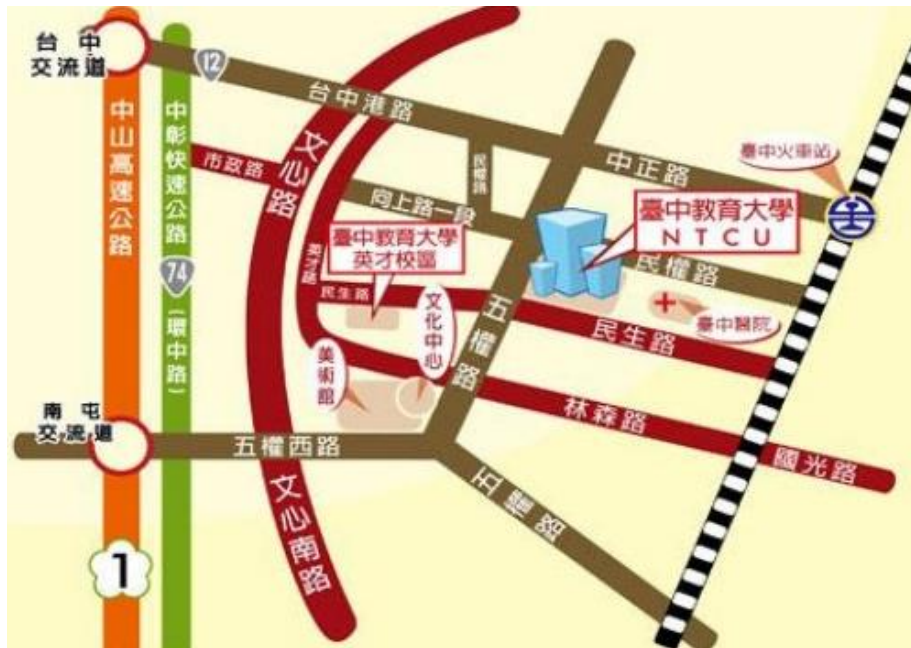 台中
交流道
12
台中港路
中山高速公路
中彰快速公路
74
(環中路)
市政路
文心路
民權路
中正路
臺中火車站
向上路一段
臺中教育大學
NTCU
臺中教育大學
英才校區
英才路
民生路
民權路
臺中醫院
文化中心
五權路
民生路
美術館
林森路
國光路
南屯
交流道
五權西路
五權路
文心南路
1